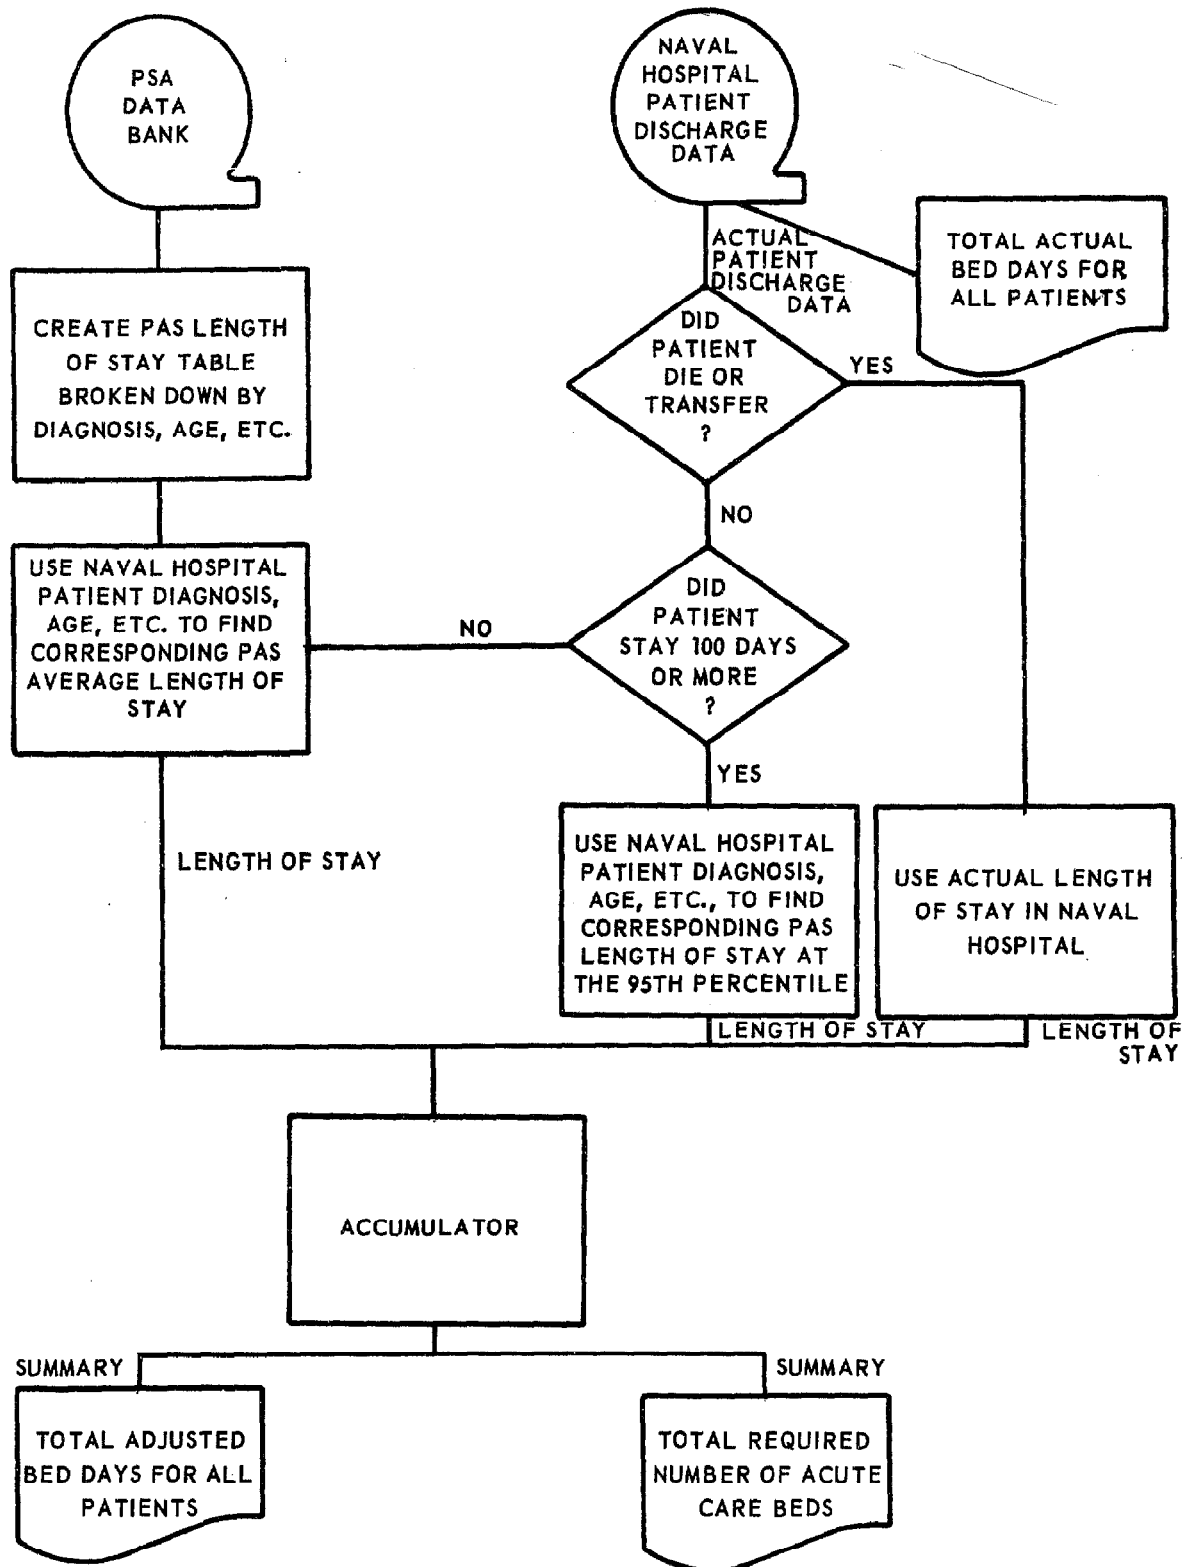 PSA
DATA
BANK
NAVAL
HOSPITAL
PATIENT
DISCHARGE
DATA
ACTUAL
PATIENT
DISCHARGE
DATA
TOTAL ACTUAL
BED DAYS FOR
ALL PATIENTS
CREATE PAS LENGTH
OF STAY TABLE
BROKEN DOWN BY
DIAGNOSIS, AGE, ETC.
DID
PATIENT
DIE OR
TRANSFER
?
YES
NO
USE NAVAL HOSPITAL
PATIENT DIAGNOSIS,
AGE, ETC. TO FIND
CORRESPONDING PAS
AVERAGE LENGTH OF
STAY
NO
DID
PATIENT
STAY 100 DAYS
OR MORE
?
YES
LENGTH OF STAY
USE NAVAL HOSPITAL
PATIENT DIAGNOSIS,
AGE, ETC., TO FIND
CORRESPONDING PAS
LENGTH OF STAY AT
THE 95TH PERCENTILE
USE ACTUAL LENGTH
OF STAY IN NAVAL
HOSPITAL
LENGTH OF STAY
LENGTH OF
STAY
ACCUMULATOR
SUMMARY
SUMMARY
TOTAL ADJUSTED
BED DAYS FOR ALL
PATIENTS
TOTAL REQUIRED
NUMBER OF ACUTE
CARE BEDS